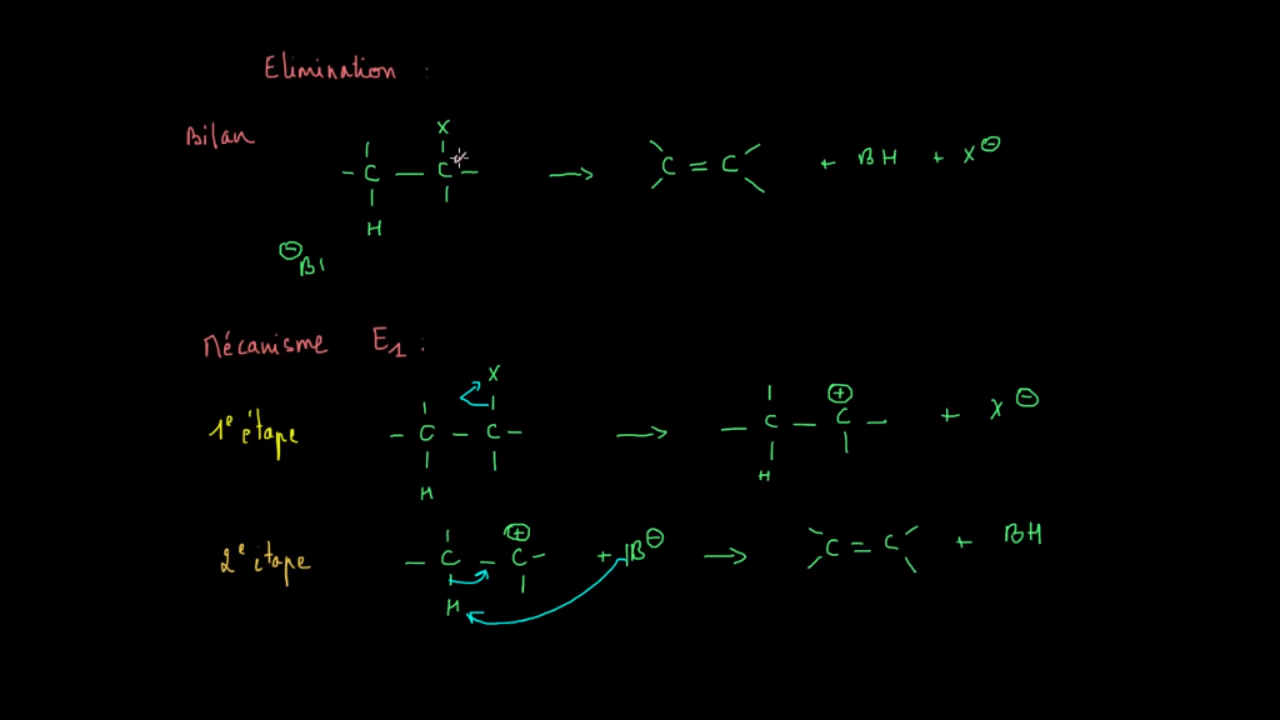 Elimination :
Bilan
X
- C — C - → C = C + BH + X⊖
H
⊖
B|
Mécanisme E1 :
X
1e étape - C - C - → - C - C⊕ - + X⊖
H
H
2e étape - C - C⊕ - + |B⊖ → C = C + BH
H